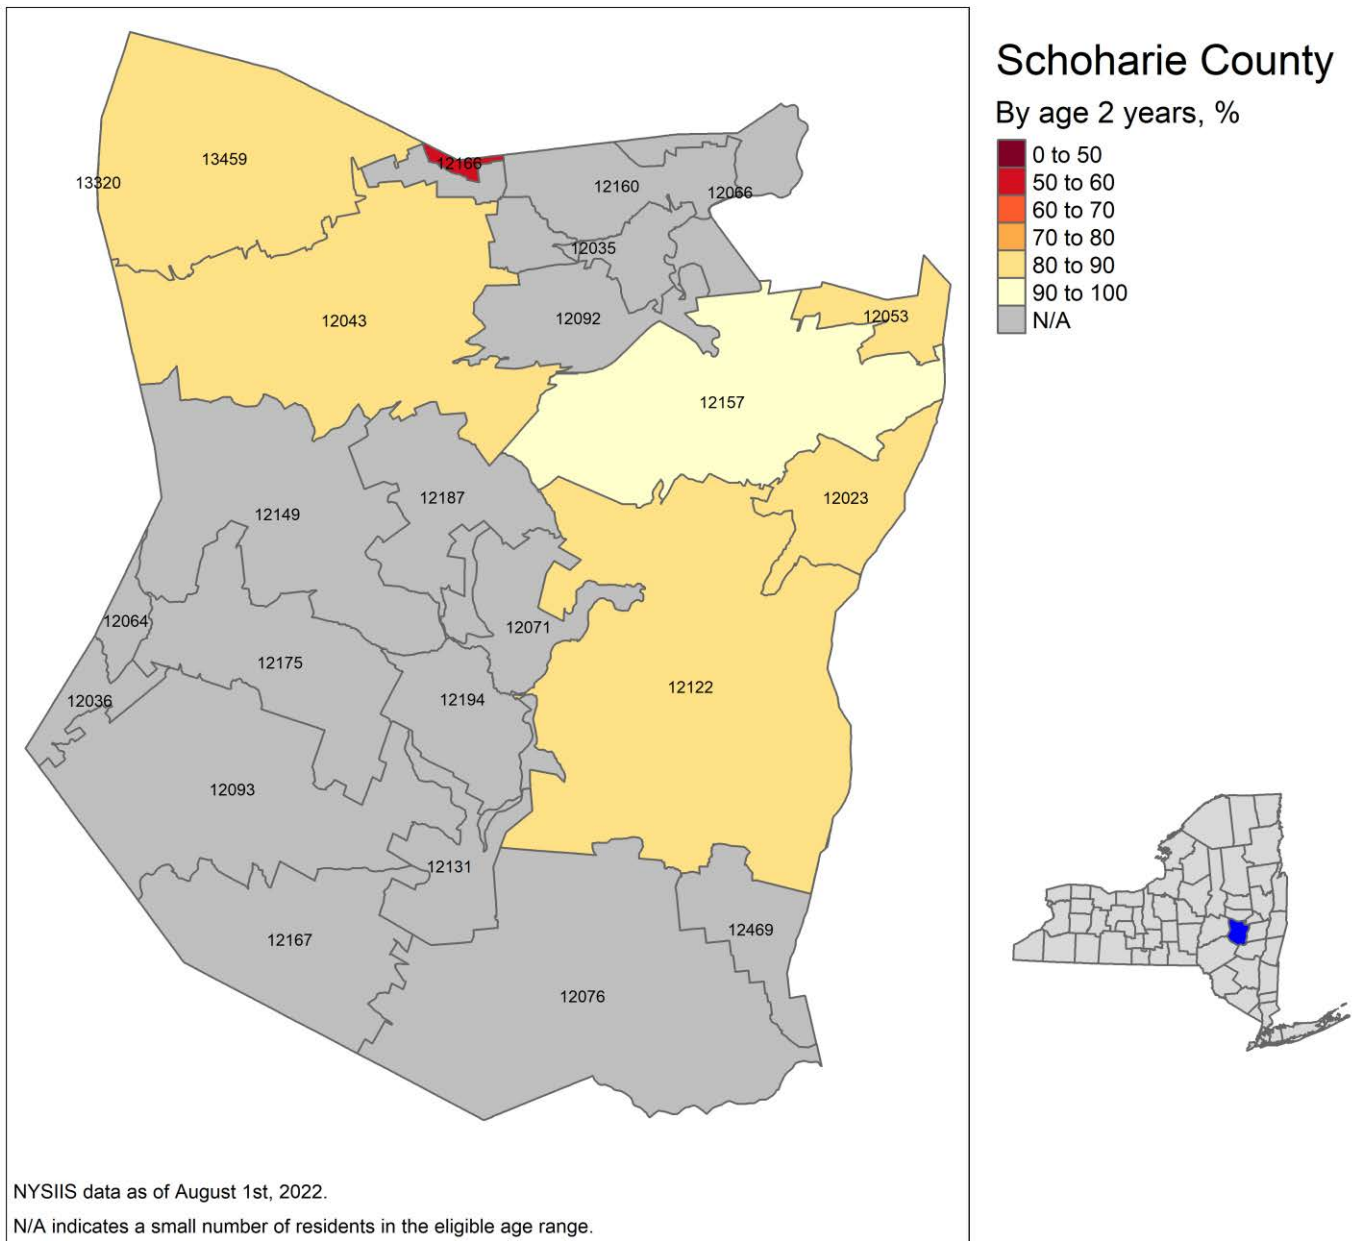 Schoharie County
By age 2 years, %
0 to 50
50 to 60
60 to 70
70 to 80
80 to 90
90 to 100
N/A
13459
12166
13320
12160
12066
12035
12043
12092
12053
12157
12187
12023
12149
12064
12071
12175
12122
12036
12194
12093
12131
12469
12167
12076
NYSIIS data as of August 1st, 2022.
N/A indicates a small number of residents in the eligible age range.